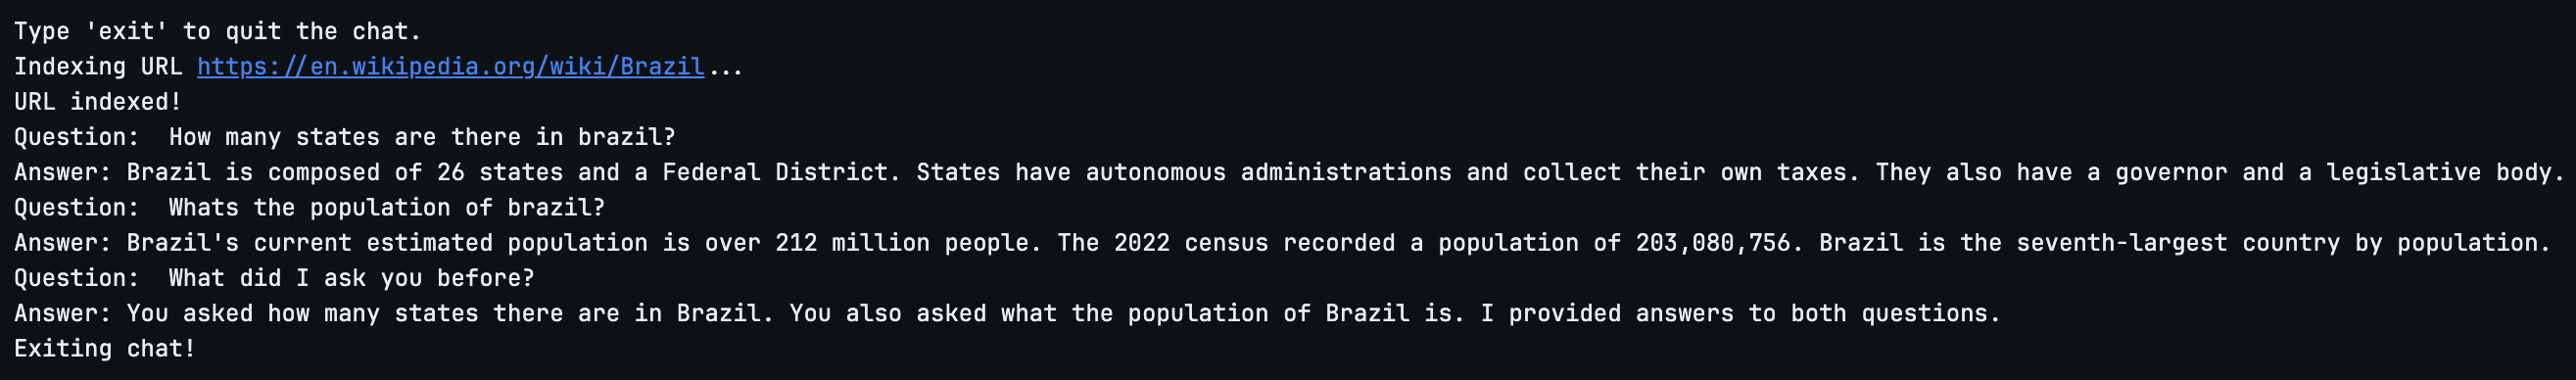 Type 'exit' to quit the chat.
Indexing URL https://en.wikipedia.org/wiki/Brazil...
URL indexed!
Question:  How many states are there in brazil?
Answer: Brazil is composed of 26 states and a Federal District. States have autonomous administrations and collect their own taxes. They also have a governor and a legislative body.
Question:  Whats the population of brazil?
Answer: Brazil's current estimated population is over 212 million people. The 2022 census recorded a population of 203,080,756. Brazil is the seventh-largest country by population.
Question:  What did I ask you before?
Answer: You asked how many states there are in Brazil. You also asked what the population of Brazil is. I provided answers to both questions.
Exiting chat!